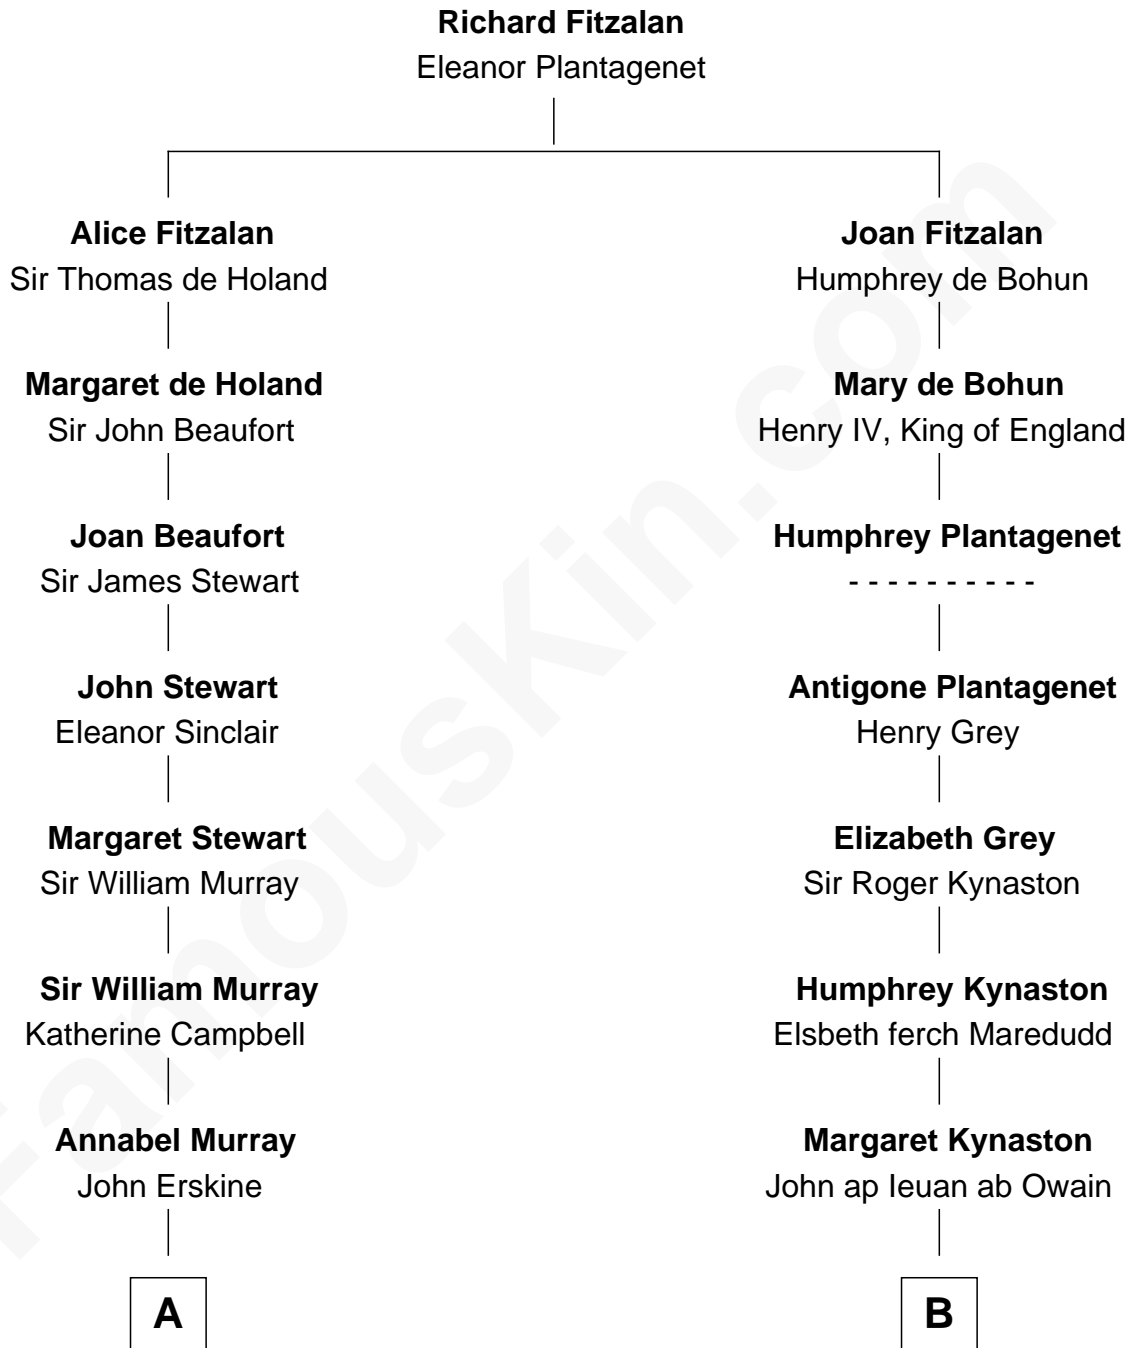 Richard Fitzalan
Eleanor Plantagenet
Alice Fitzalan
Sir Thomas de Holand
Margaret de Holand
Sir John Beaufort
Joan Beaufort
Sir James Stewart
John Stewart
Eleanor Sinclair
Margaret Stewart
Sir William Murray
Sir William Murray
Katherine Campbell
Annabel Murray
John Erskine
A
Joan Fitzalan
Humphrey de Bohun
Mary de Bohun
Henry IV, King of England
Humphrey Plantagenet
- - - - - - - - - -
Antigone Plantagenet
Henry Grey
Elizabeth Grey
Sir Roger Kynaston
Humphrey Kynaston
Elsbeth ferch Maredudd
Margaret Kynaston
John ap Ieuan ab Owain
B
FamousKin.com